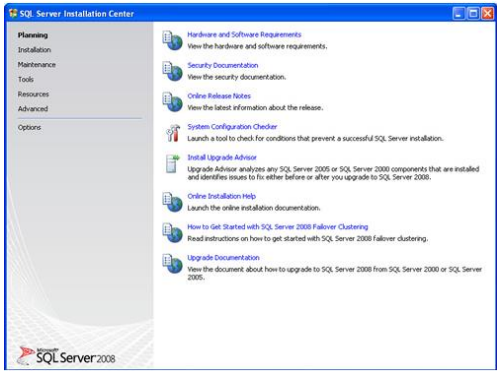 SQL Server Installation Center
Planning
Installation
Maintenance
Tools
Resources
Advanced
Options
Hardware and Software Requirements
View the hardware and software requirements.
Security Documentation
View the security documentation.
Online Release Notes
View the latest information about the release.
System Configuration Checker
Launch a tool to check for conditions that prevent a successful SQL Server installation.
Install Upgrade Advisor
Upgrade Advisor analyzes any SQL Server 2005 or SQL Server 2000 components that are installed
and identifies issues to fix either before or after you upgrade to SQL Server 2008.
Online Installation Help
Launch the online installation documentation.
How to Get Started with SQL Server 2008 Failover Clustering
Read instructions on how to get started with SQL Server 2008 failover clustering.
Upgrade Documentation
View the document about how to upgrade to SQL Server 2008 from SQL Server 2000 or SQL Server
2005.
Microsoft
SQL Server 2008